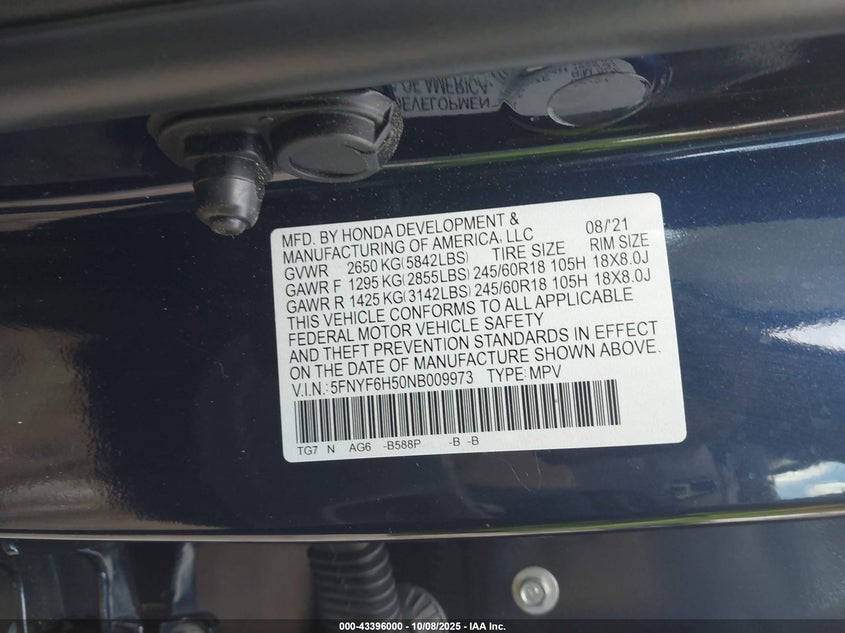 OF AMERICA,
DEVELOPMEN
MFD. BY HONDA DEVELOPMENT & 08/'21
MANUFACTURING OF AMERICA, LLC
GVWR 2650 KG(5842LBS) TIRE SIZE RIM SIZE
GAWR F 1295 KG(2855LBS) 245/60R18 105H 18X8.0J
GAWR R 1425 KG(3142LBS) 245/60R18 105H 18X8.0J
THIS VEHICLE CONFORMS TO ALL APPLICABLE
FEDERAL MOTOR VEHICLE SAFETY
AND THEFT PREVENTION STANDARDS IN EFFECT
ON THE DATE OF MANUFACTURE SHOWN ABOVE.
V.I.N.: 5FNYF6H50NB009973 TYPE: MPV
TG7 N AG6 -B588P -B -B
000-43396000 - 10/08/2025 - IAA Inc.